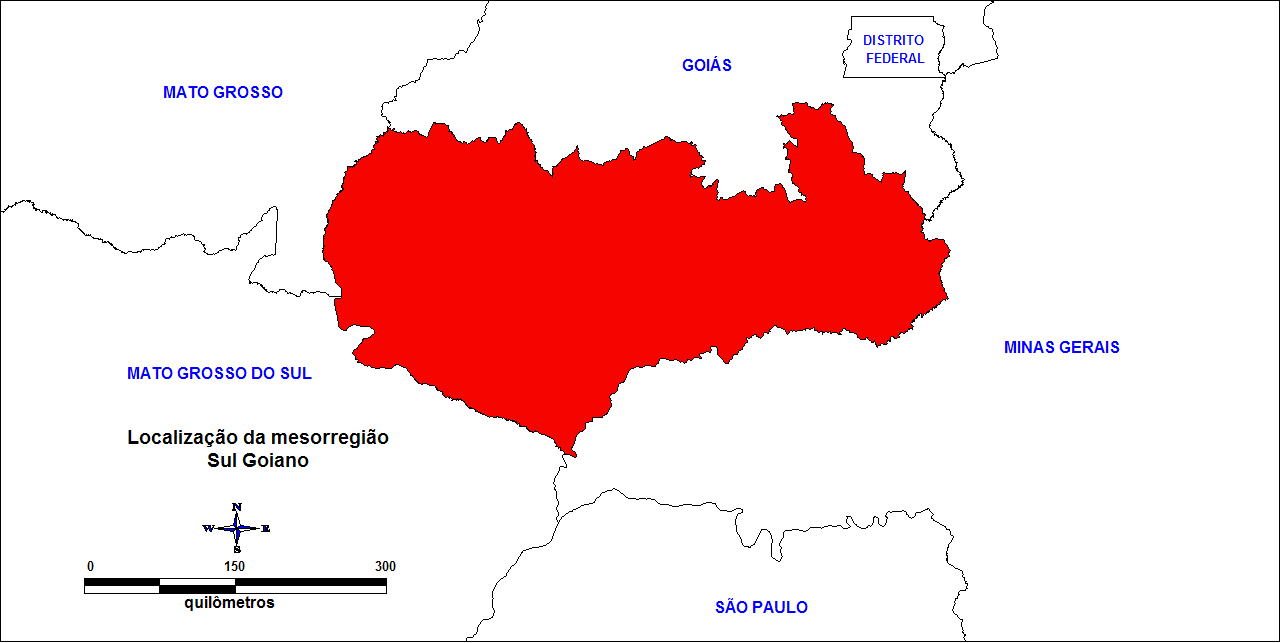 DISTRITO
FEDERAL
GOIÁS
MATO GROSSO
MINAS GERAIS
MATO GROSSO DO SUL
Localização da mesorregião
Sul Goiano
N
W E
S
0 150 300
quilômetros
SÃO PAULO